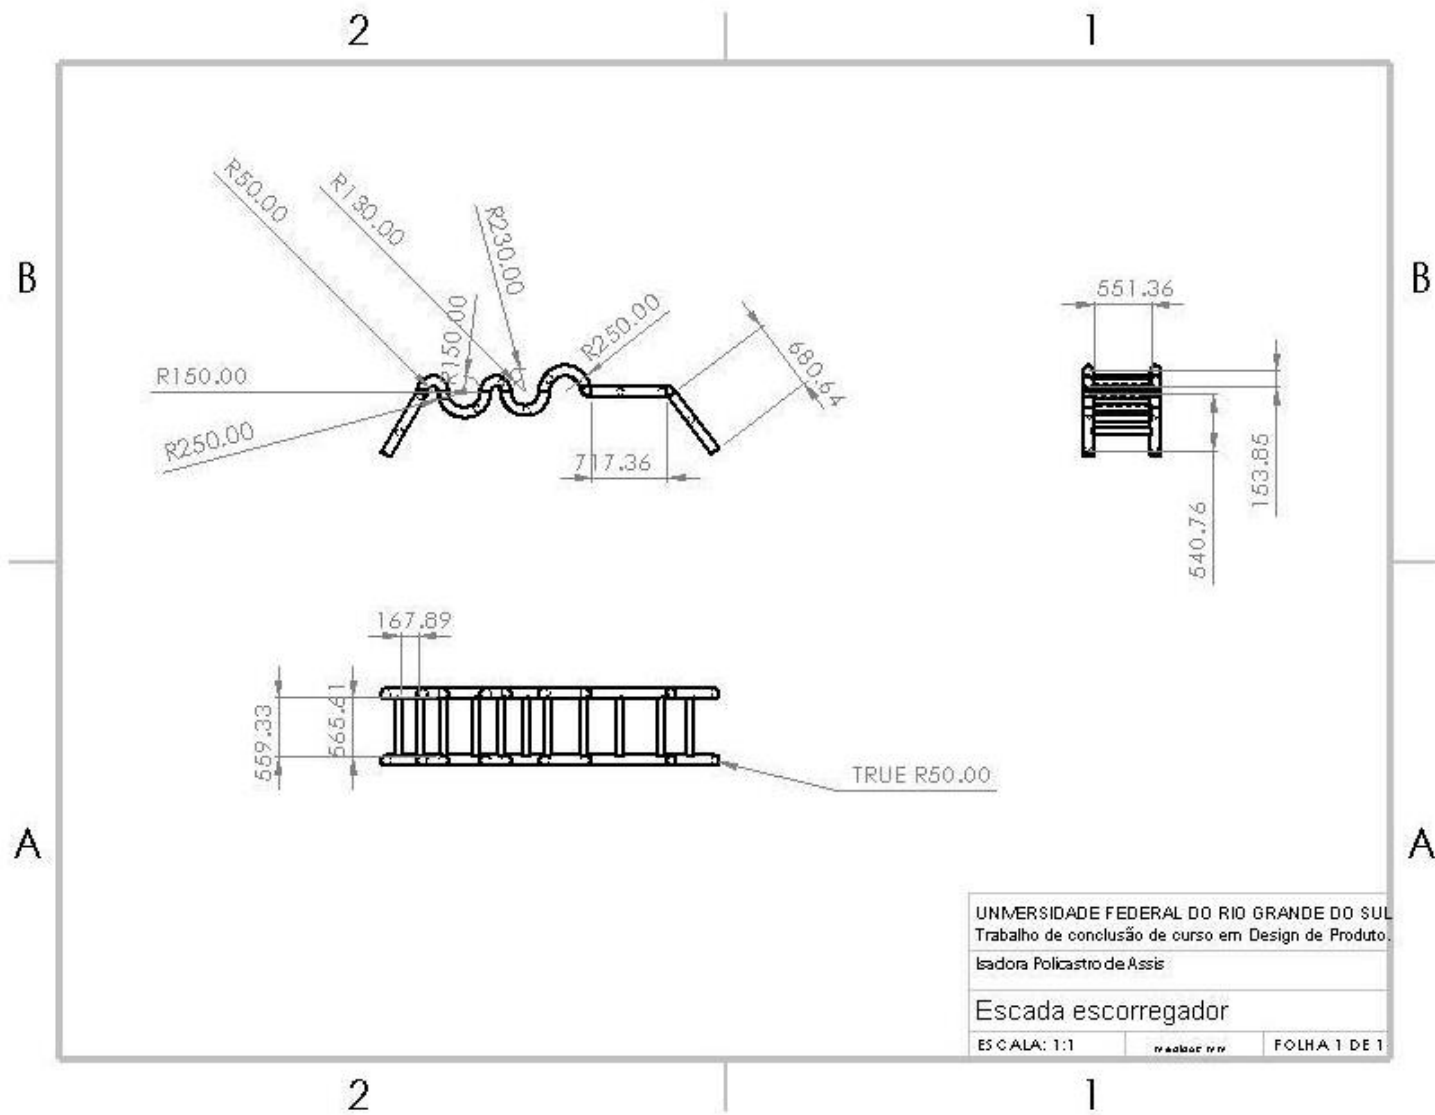 2
1
B
B
R50.00
R130.00
R230.00
R150.00
R250.00
R150.00
R250.00
680.64
717.36
551.36
153.85
540.76
167.89
565.61
TRUE R50.00
A
A
UNIVERSIDADE FEDERAL DO RIO GRANDE DO SUL
Trabalho de conclusão de curso em Design de Produto.
Isadora Policastro de Assis
Escada escorregador
ESCALA: 1:1
FOLHA 1 DE 1
2
1